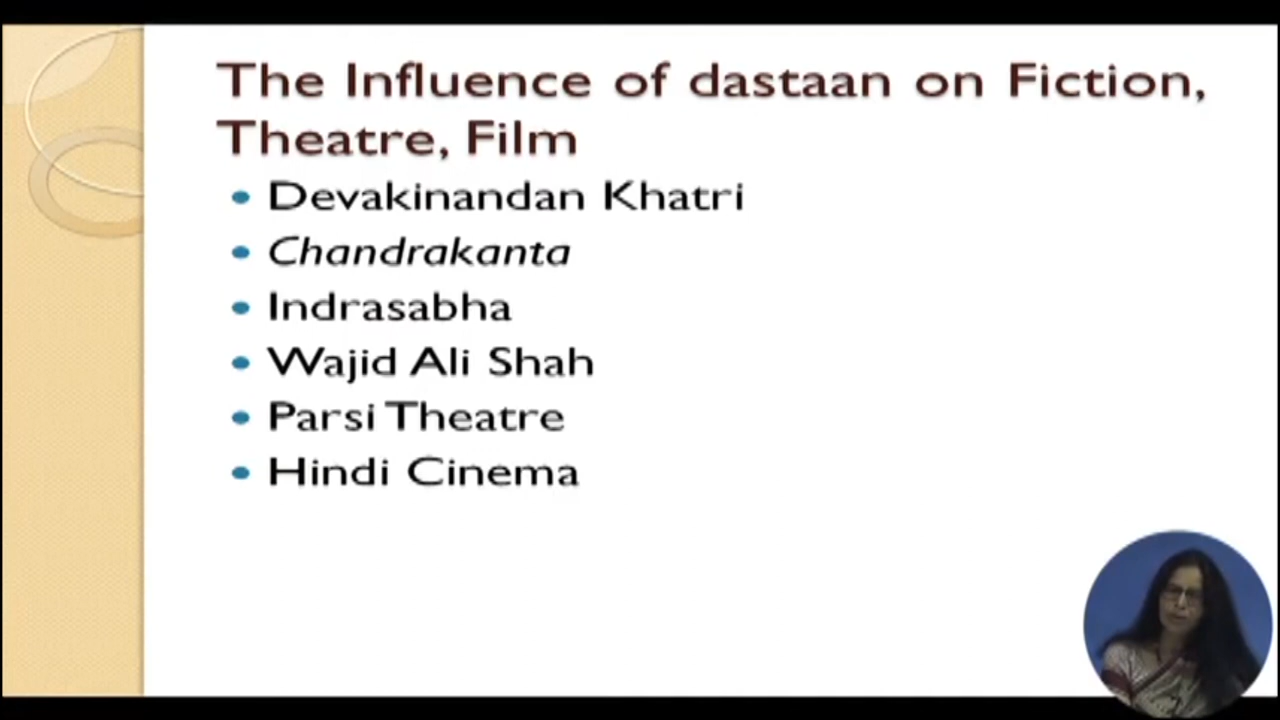 The Influence of dastaan on Fiction,
Theatre, Film
• Devakinandan Khatri
• Chandrakanta
• Indrasabha
• Wajid Ali Shah
• Parsi Theatre
• Hindi Cinema